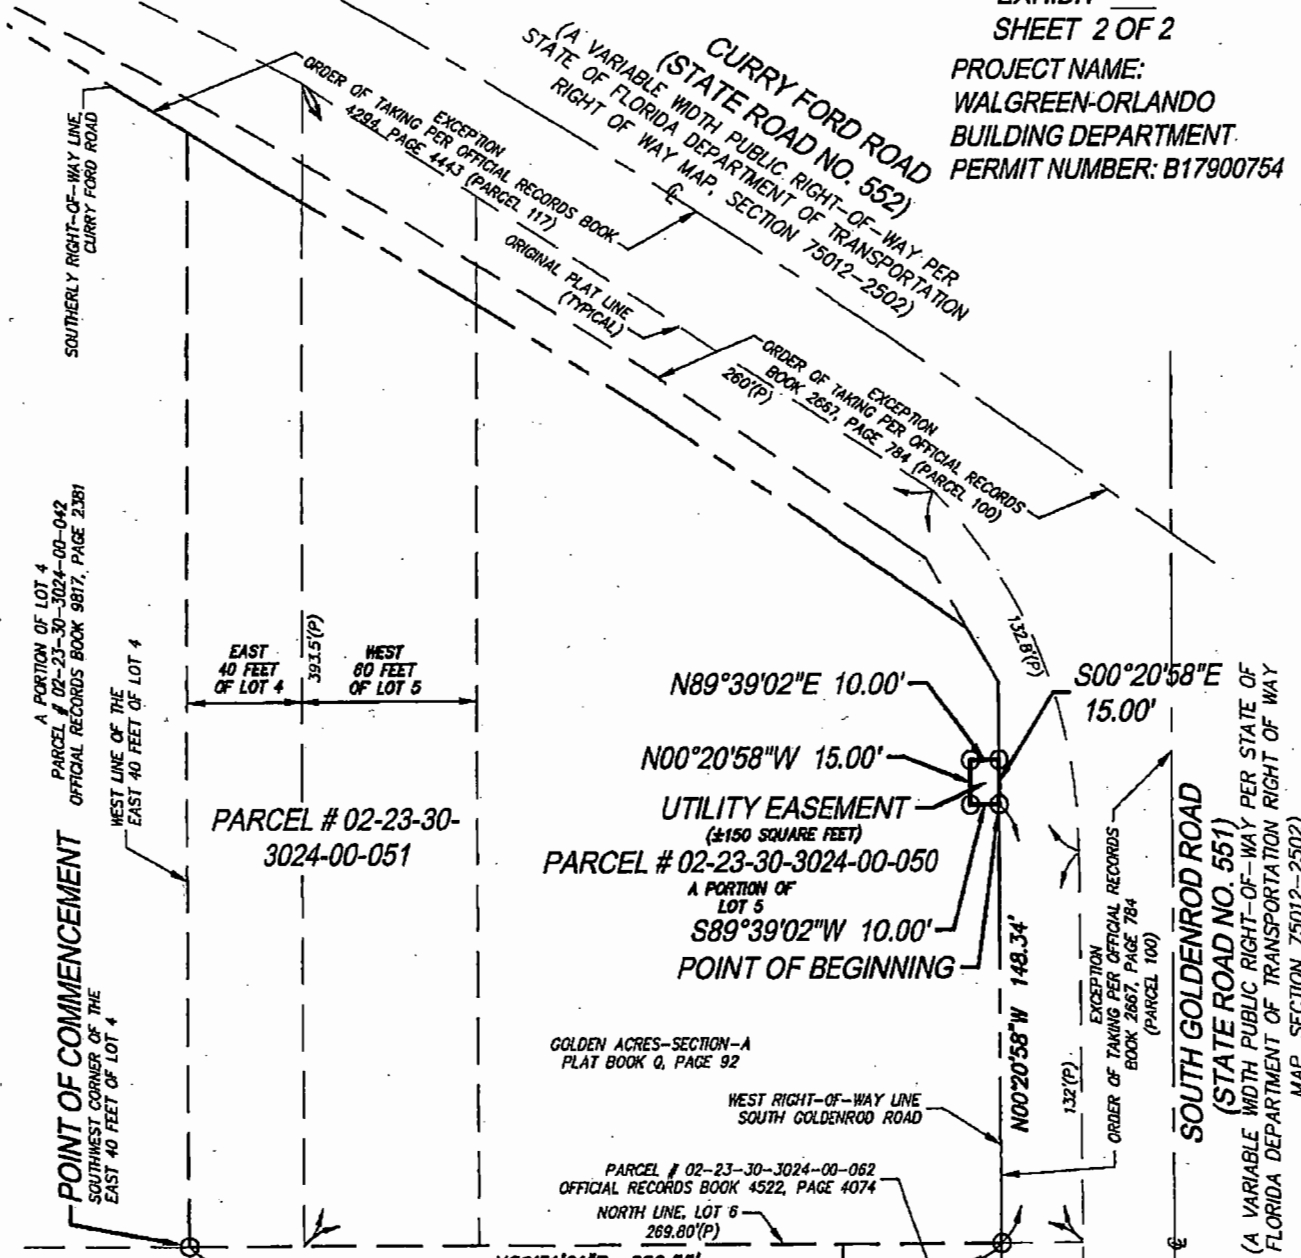 SHEET 2 OF 2
PROJECT NAME:
WALGREEN-ORLANDO
BUILDING DEPARTMENT
PERMIT NUMBER: B17900754
CURRY FORD ROAD
(STATE ROAD NO. 552)
(A VARIABLE WIDTH PUBLIC RIGHT-OF-WAY PER
STATE OF FLORIDA DEPARTMENT OF TRANSPORTATION
RIGHT OF WAY MAP, SECTION 75012-2502)
℄
EXCEPTION
ORDER OF TAKING PER OFFICIAL RECORDS BOOK
4294, PAGE 4443 (PARCEL 117)
ORIGINAL PLAT LINE
(TYPICAL)
SOUTHERLY RIGHT-OF-WAY LINE,
CURRY FORD ROAD
EXCEPTION
ORDER OF TAKING PER OFFICIAL RECORDS
BOOK 2667, PAGE 784 (PARCEL 100)
260'(P)
132.8'(P)
A PORTION OF LOT 4
PARCEL # 02-23-30-3024-00-042
OFFICIAL RECORDS BOOK 9817, PAGE 2381
WEST LINE OF THE
EAST 40 FEET OF LOT 4
EAST
40 FEET
OF LOT 4
393.5'(P)
WEST
60 FEET
OF LOT 5
N89°39'02"E 10.00'
S00°20'58"E
15.00'
N00°20'58"W 15.00'
UTILITY EASEMENT
(±150 SQUARE FEET)
PARCEL # 02-23-30-
3024-00-051
PARCEL # 02-23-30-3024-00-050
A PORTION OF
LOT 5
S89°39'02"W 10.00'
POINT OF BEGINNING
POINT OF COMMENCEMENT
SOUTHWEST CORNER OF THE
EAST 40 FEET OF LOT 4
GOLDEN ACRES-SECTION-A
PLAT BOOK Q, PAGE 92
WEST RIGHT-OF-WAY LINE
SOUTH GOLDENROD ROAD
N00°20'58"W 148.34'
132'(P)
EXCEPTION
ORDER OF TAKING PER OFFICIAL RECORDS
BOOK 2667, PAGE 784
(PARCEL 100)
SOUTH GOLDENROD ROAD
(STATE ROAD NO. 551)
(A VARIABLE WIDTH PUBLIC RIGHT-OF-WAY PER STATE OF
FLORIDA DEPARTMENT OF TRANSPORTATION RIGHT OF WAY
MAP, SECTION 75012-2502)
℄
PARCEL # 02-23-30-3024-00-062
OFFICIAL RECORDS BOOK 4522, PAGE 4074
NORTH LINE, LOT 6
269.80'(P)